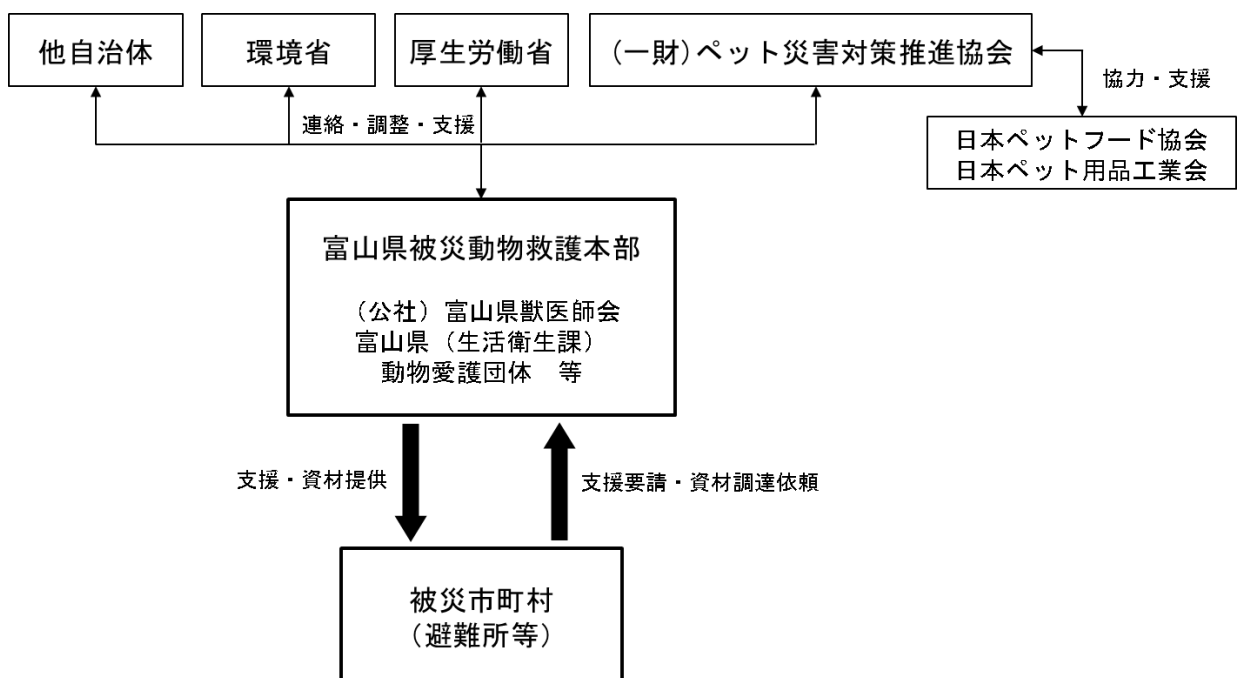 他自治体
環境省
厚生労働省
(一財)ペット災害対策推進協会
協力・支援
連絡・調整・支援
日本ペットフード協会
日本ペット用品工業会
富山県被災動物救護本部
(公社)富山県獣医師会
富山県(生活衛生課)
動物愛護団体　等
支援・資材提供
支援要請・資材調達依頼
被災市町村
(避難所等)